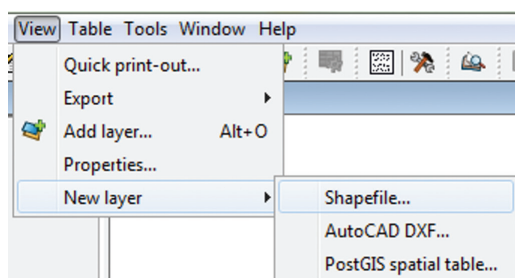 View Table Tools Window Help
Quick print-out...
Export
Add layer... Alt+O
Properties...
New layer
Shapefile...
AutoCAD DXF...
PostGIS spatial table...